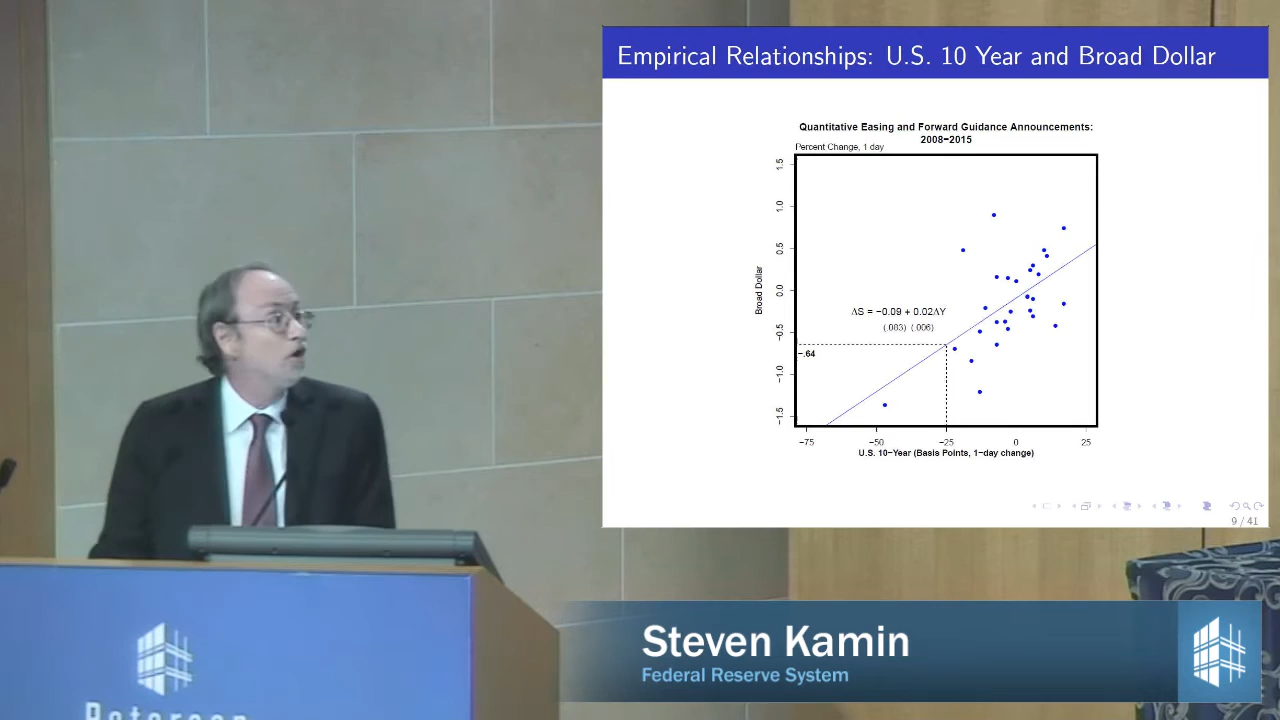 Empirical Relationships: U.S. 10 Year and Broad Dollar
Quantitative Easing and Forward Guidance Announcements:
2008−2015
Percent Change, 1 day
1.5
1.0
0.5
0.0
−0.5
−1.0
−1.5
Broad Dollar
ΔS = −0.09 + 0.02ΔY
(.083) (.006)
−.64
−75
−50
−25
0
25
U.S. 10−Year (Basis Points, 1−day change)
9 / 41
Steven Kamin
Federal Reserve System
Peterson